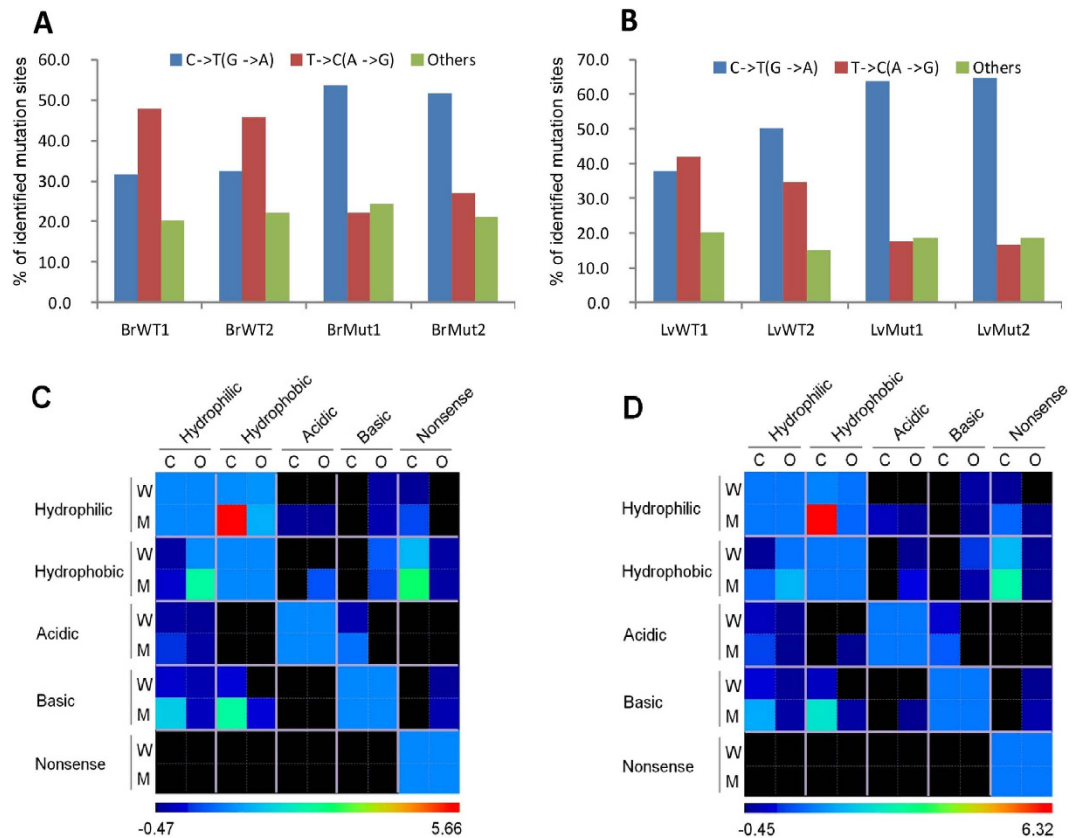 A
C->T(G ->A) T->C(A ->G) Others
% of identified mutation sites
60.0
50.0
40.0
30.0
20.0
10.0
0.0
BrWT1 BrWT2 BrMut1 BrMut2
B
C->T(G ->A) T->C(A ->G) Others
% of identified mutation sites
70.0
60.0
50.0
40.0
30.0
20.0
10.0
0.0
LvWT1 LvWT2 LvMut1 LvMut2
C
Hydrophilic Hydrophobic Acidic Basic Nonsense
C O C O C O C O C O
Hydrophilic W
M
Hydrophobic W
M
Acidic W
M
Basic W
M
Nonsense W
M
-0.47 5.66
D
Hydrophilic Hydrophobic Acidic Basic Nonsense
C O C O C O C O C O
Hydrophilic W
M
Hydrophobic W
M
Acidic W
M
Basic W
M
Nonsense W
M
-0.45 6.32